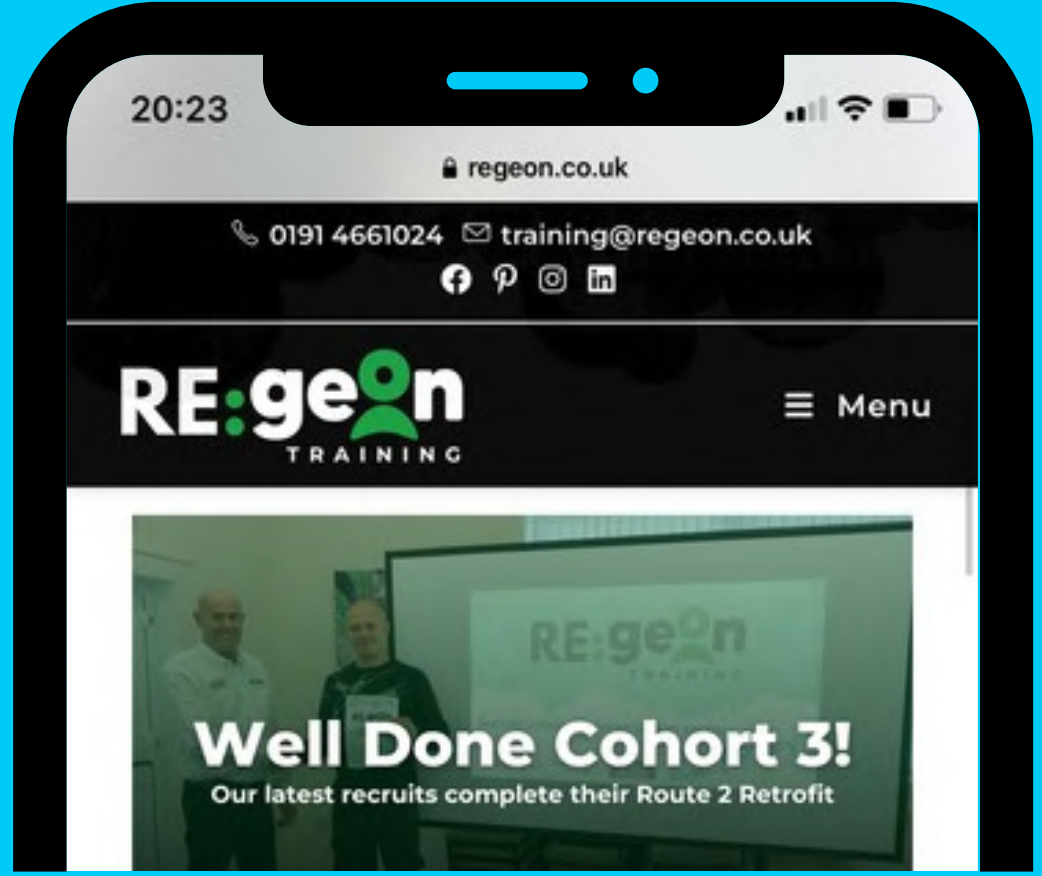 20:23
regeon.co.uk
0191 4661024 training@regeon.co.uk
RE:geon
TRAINING
Menu
RE:geon
TRAINING
Well Done Cohort 3!
Our latest recruits complete their Route 2 Retrofit